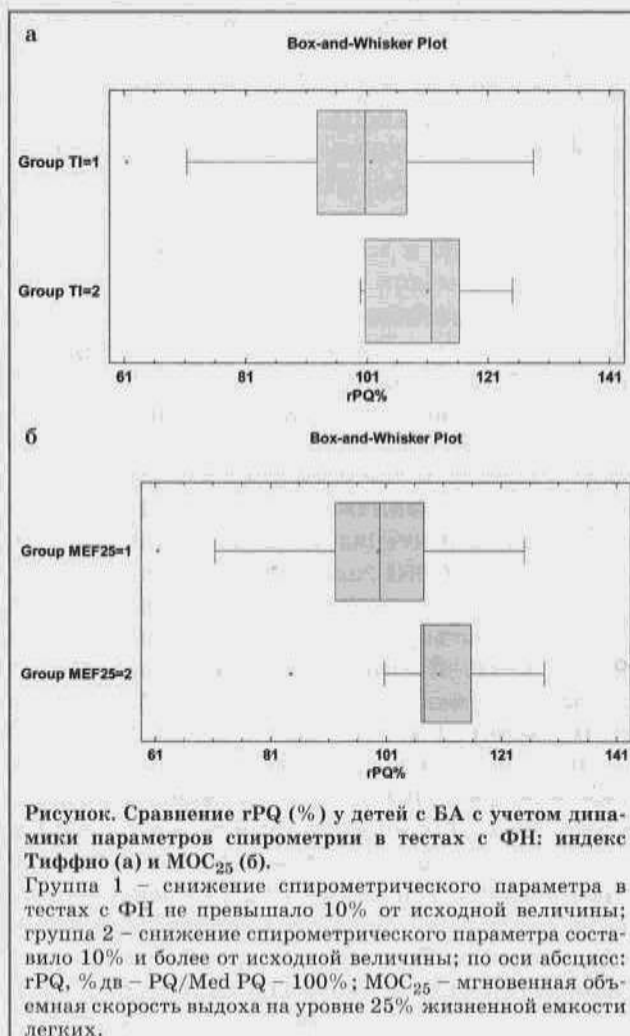 а
Box-and-Whisker Plot
Group TI=1
Group TI=2
61 81 101 121 141
rPQ%
б
Box-and-Whisker Plot
Group MEF25=1
Group MEF25=2
61 81 101 121 141
rPQ%
Рисунок. Сравнение rPQ (%) у детей с БА с учетом дина-
мики параметров спирометрии в тестах с ФН: индекс
Тиффно (а) и МОС25 (б).
Группа 1 – снижение спирометрического параметра в
тестах с ФН не превышало 10% от исходной величины;
группа 2 – снижение спирометрического параметра соста-
вило 10% и более от исходной величины; по оси абсцисс:
rPQ, % дв – PQ/Med PQ – 100%; МОС25 – мгновенная объ-
емная скорость выдоха на уровне 25% жизненной емкости
легких.